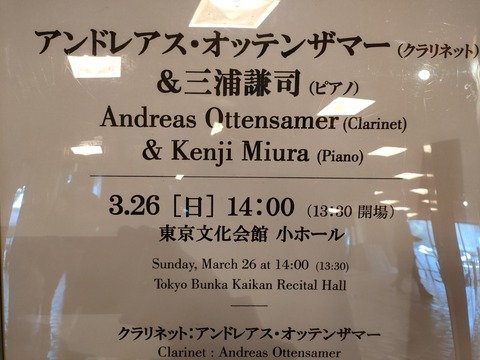 アンドレアス・オッテンザマー（クラリネット）
＆三浦謙司（ピアノ）
Andreas Ottensamer (Clarinet)
& Kenji Miura (Piano)
3.26［日］14：00（13：30 開場）
東京文化会館 小ホール
Sunday, March 26 at 14:00 (13:30)
Tokyo Bunka Kaikan Recital Hall
クラリネット：アンドレアス・オッテンザマー
Clarinet : Andreas Ottensamer